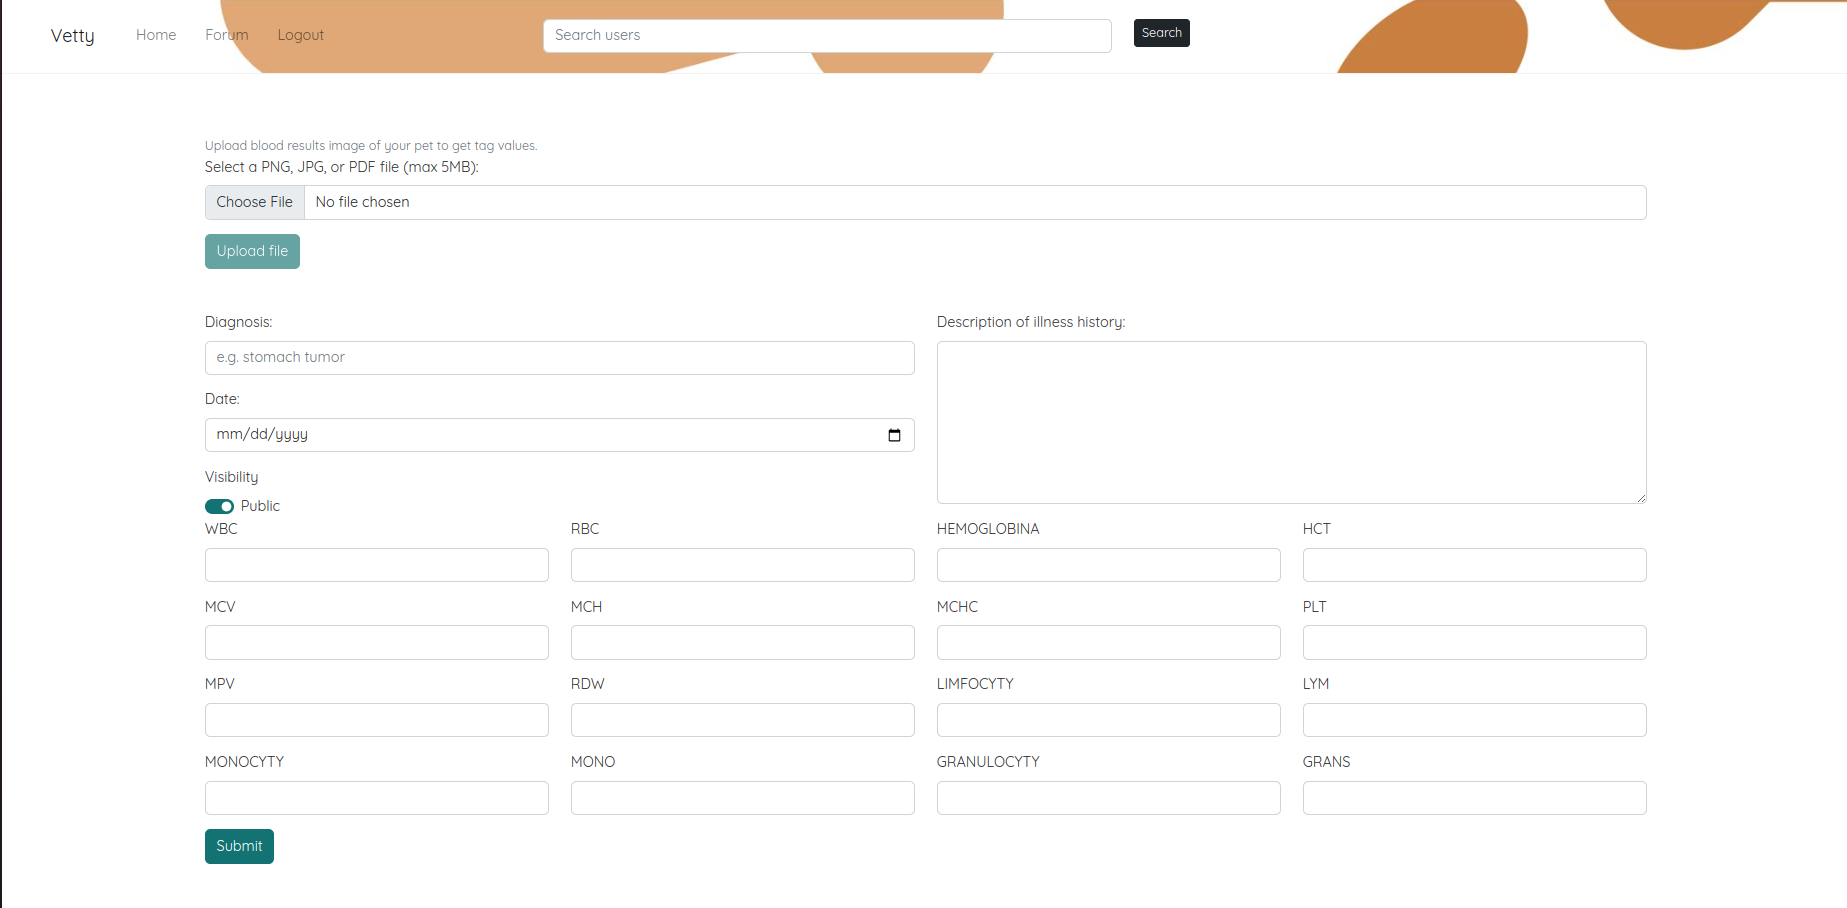 Vetty Home Forum Logout Search users Search
Upload blood results image of your pet to get tag values.
Select a PNG, JPG, or PDF file (max 5MB):
Choose File No file chosen
Upload file
Diagnosis:
e.g. stomach tumor
Date:
mm/dd/yyyy
Visibility
Public
Description of illness history:
WBC RBC HEMOGLOBINA HCT
MCV MCH MCHC PLT
MPV RDW LIMFOCYTY LYM
MONOCYTY MONO GRANULOCYTY GRANS
Submit